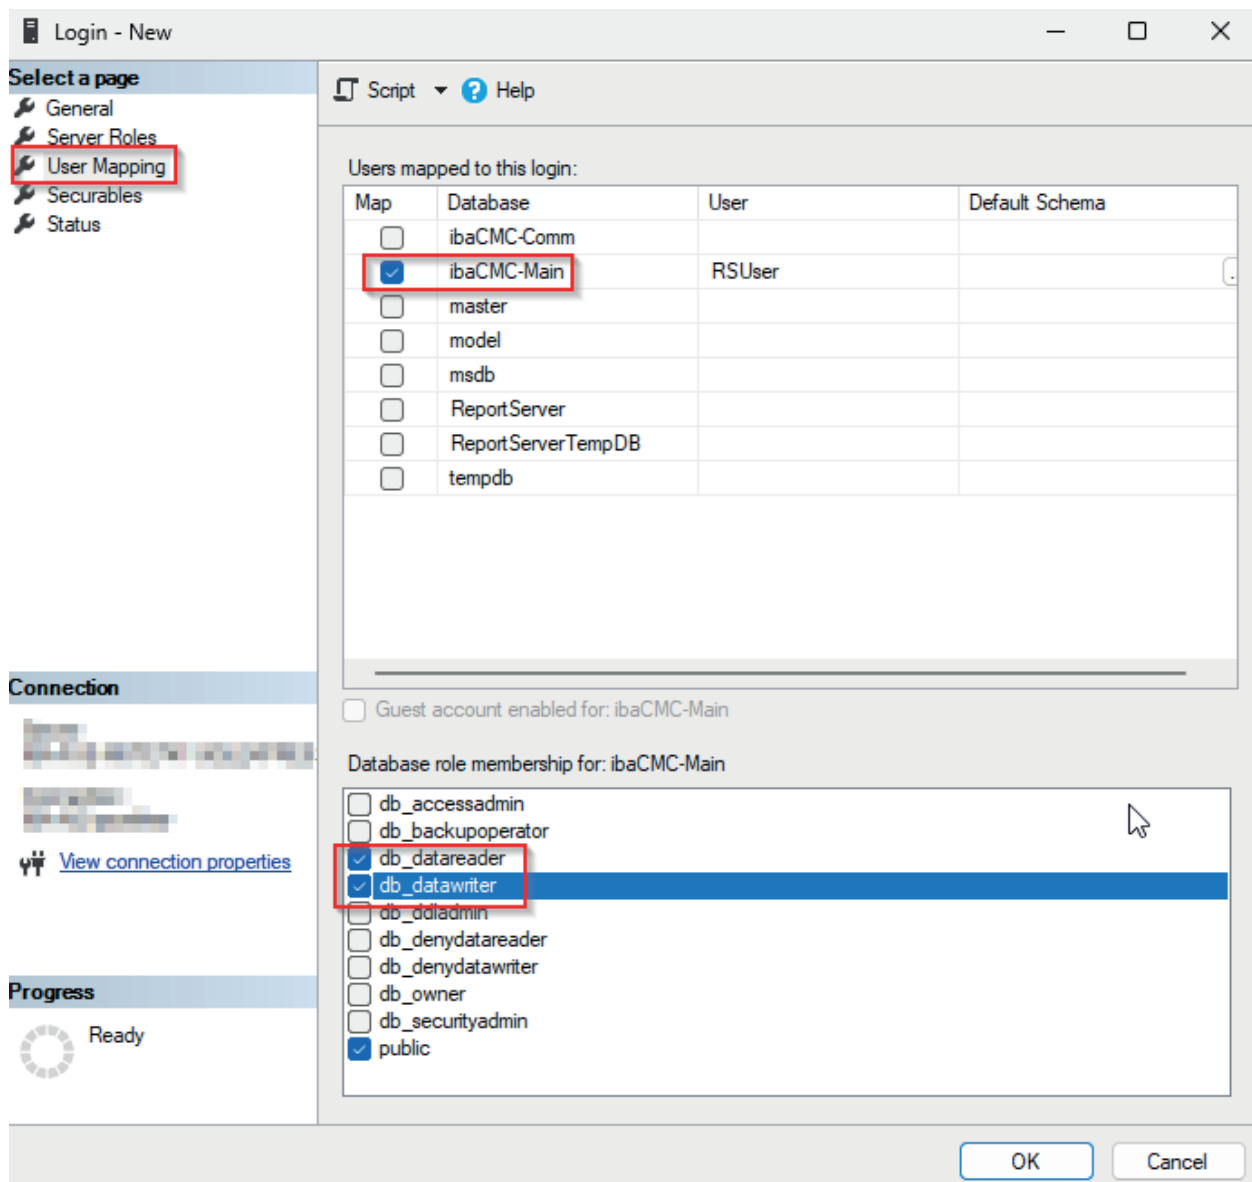 Login - New
Select a page
General
Server Roles
User Mapping
Securables
Status
Script
Help
Users mapped to this login:
Map Database User Default Schema
ibaCMC-Comm
ibaCMC-Main RSUser
master
model
msdb
ReportServer
ReportServerTempDB
tempdb
Guest account enabled for: ibaCMC-Main
Database role membership for: ibaCMC-Main
db_accessadmin
db_backupoperator
db_datareader
db_datawriter
db_ddladmin
db_denydatareader
db_denydatawriter
db_owner
db_securityadmin
public
Connection
View connection properties
Progress
Ready
OK Cancel